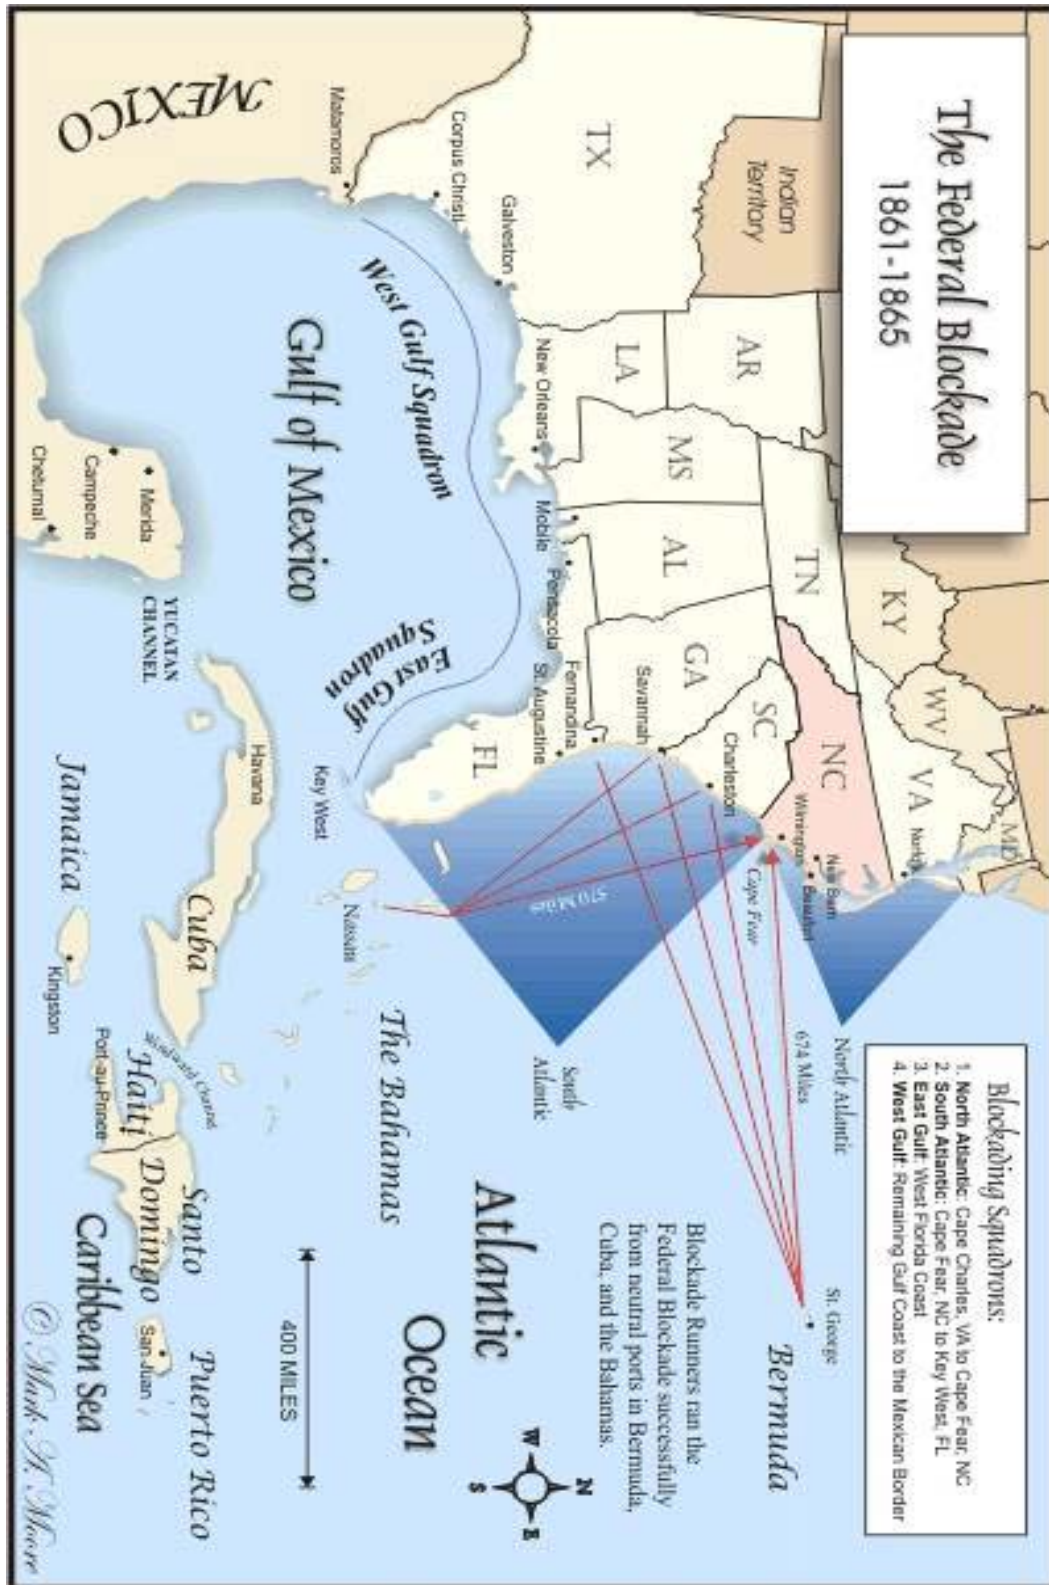 The Federal Blockade
1861-1865
Blockading Squadrons:
1. North Atlantic: Cape Charles, VA to Cape Fear, NC
2. South Atlantic: Cape Fear, NC to Key West, FL
3. East Gulf: West Florida Coast
4. West Gulf: Remaining Gulf Coast to the Mexican Border
Indian
Territory
TX
AR
LA
MS
AL
TN
KY
WV
VA
MD
NC
SC
GA
FL
MEXICO
Matamoros
Corpus Christi
Galveston
New Orleans
Mobile
Pensacola
Fernandina
St. Augustine
Savannah
Charleston
Wilmington
New Bern
Beaufort
Norfolk
Cape Fear
North Atlantic
674 Miles
570 Miles
South
Atlantic
St. George
Bermuda
Blockade Runners ran the
Federal Blockade successfully
from neutral ports in Bermuda,
Cuba, and the Bahamas.
West Gulf Squadron
East Gulf
Squadron
Gulf of Mexico
Key West
Nassau
The Bahamas
Atlantic
Ocean
N
W
E
S
Merida
Campeche
Chetumal
YUCATAN
CHANNEL
Havana
Cuba
Jamaica
Kingston
Windward Channel
Port-au-Prince
Haiti
Santo
Domingo
San Juan
Puerto Rico
Caribbean Sea
400 MILES
© Mark A. Moore